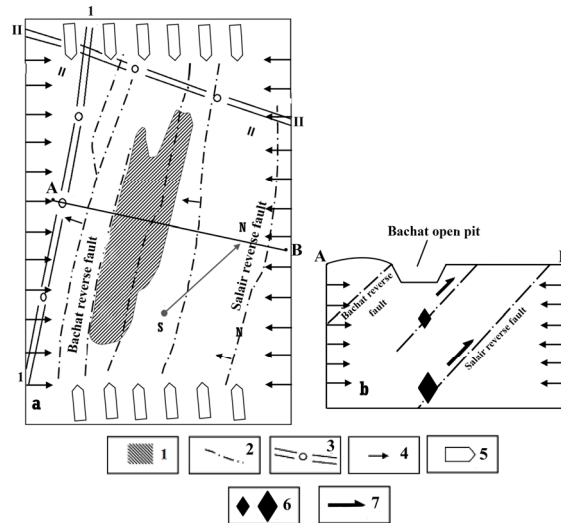 1
II
II
II
II
A
N
B
Bachat reverse fault
Salair reverse fault
S
N
1
a
Bachat open pit
A
Bachat reverse
fault
Salair reverse fault
b
1
2
3
4
5
6
7